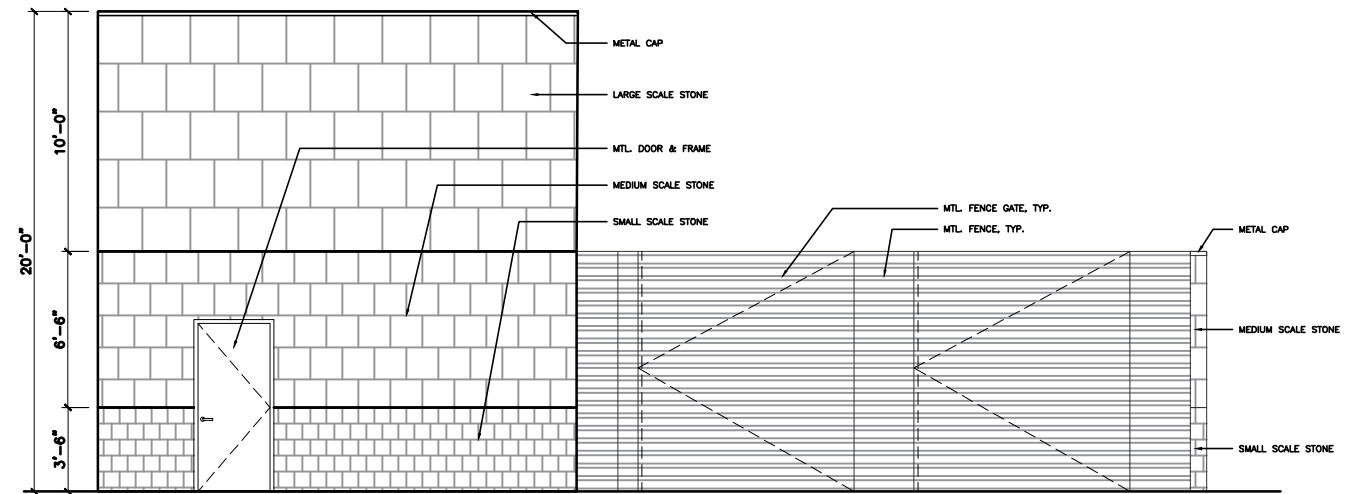 METAL CAP
LARGE SCALE STONE
10'-0"
MTL. DOOR & FRAME
MEDIUM SCALE STONE
SMALL SCALE STONE
MTL. FENCE GATE, TYP.
MTL. FENCE, TYP.
METAL CAP
20'-0"
6'-6"
MEDIUM SCALE STONE
3'-6"
SMALL SCALE STONE